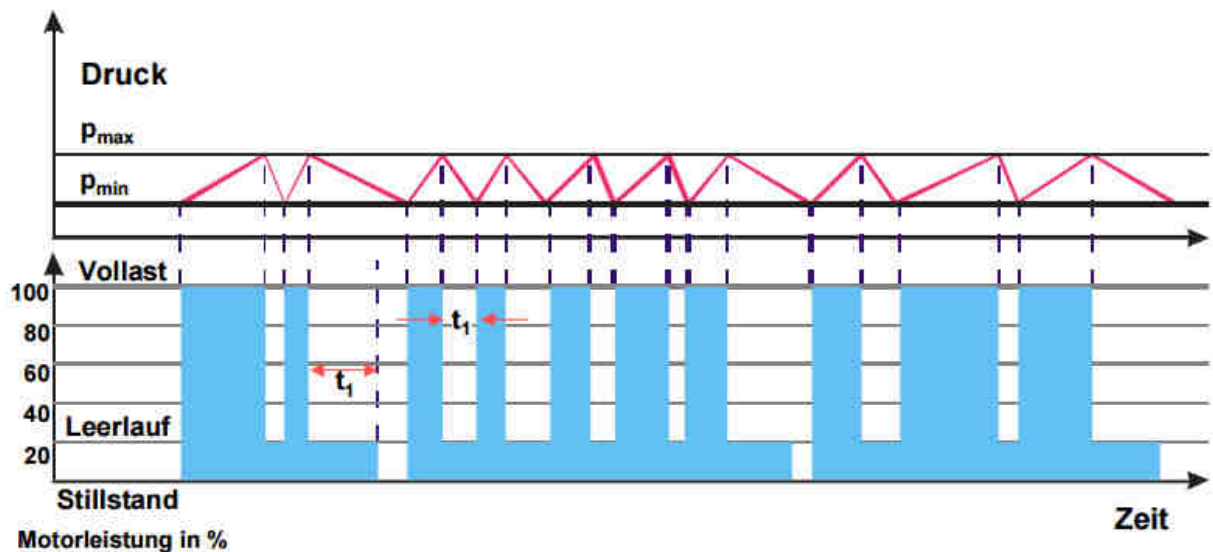 Druck
pmax
pmin
Vollast
100
80
t1
60
t1
40
Leerlauf
20
Stillstand
Zeit
Motorleistung in %